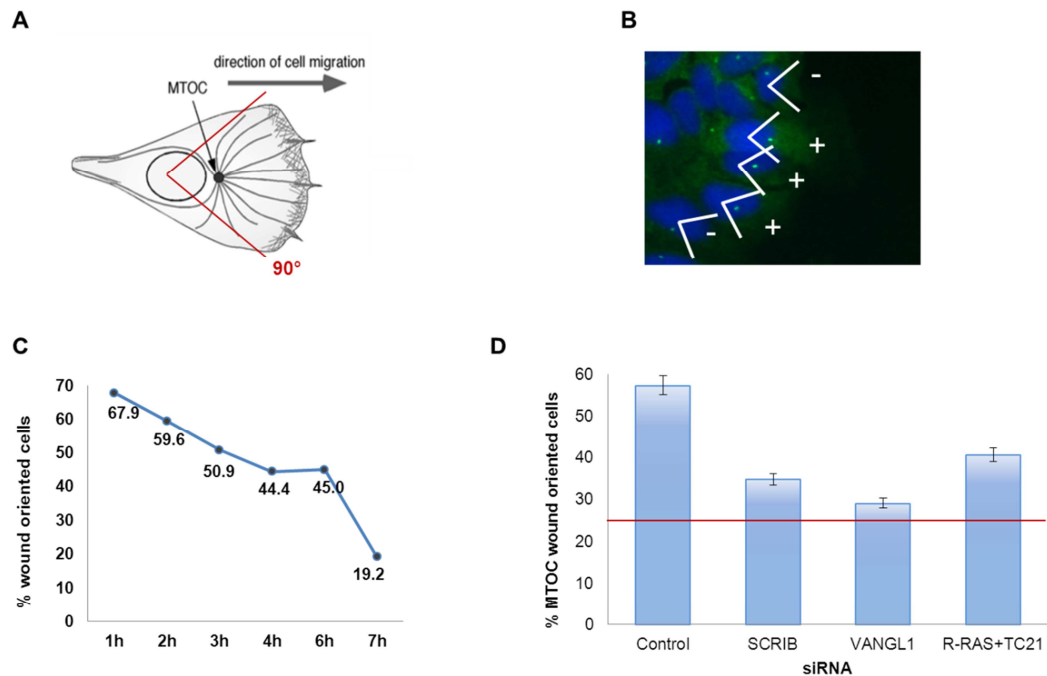 A
direction of cell migration
MTOC
90°
B
-
+
+
-
+
C
% wound oriented cells
70
60
50
40
30
20
10
0
67.9
59.6
50.9
44.4
45.0
19.2
1h
2h
3h
4h
6h
7h
D
% MTOC wound oriented cells
60
50
40
30
20
10
0
Control
SCRIB
VANGL1
R-RAS+TC21
siRNA